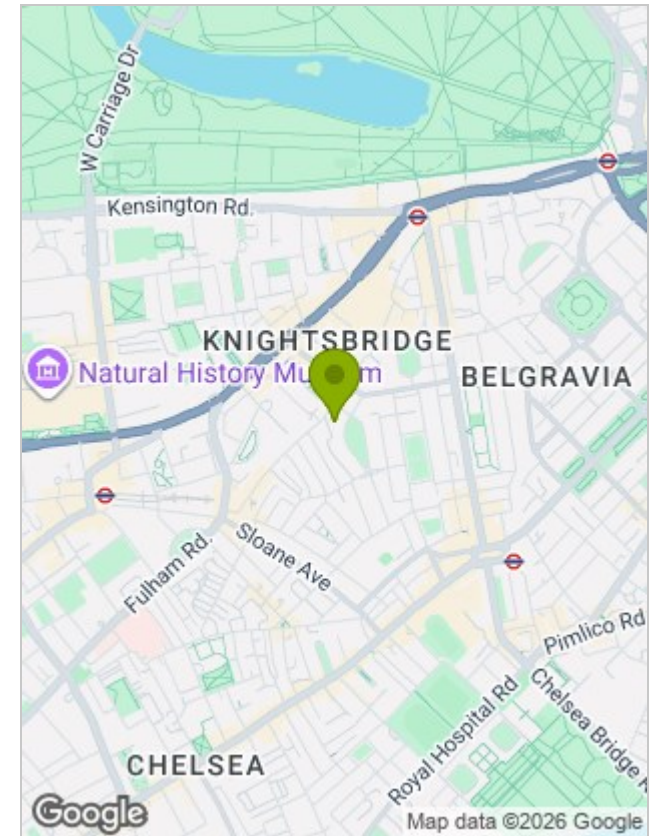 W Carriage Dr
Kensington Rd.
KNIGHTSBRIDGE
Natural History Mu m
BELGRAVIA
Sloane Ave
Fulham Rd.
Pimlico Rd
Royal Hospital Rd
Chelsea Bridge R
CHELSEA
Google
Map data ©2026 Google